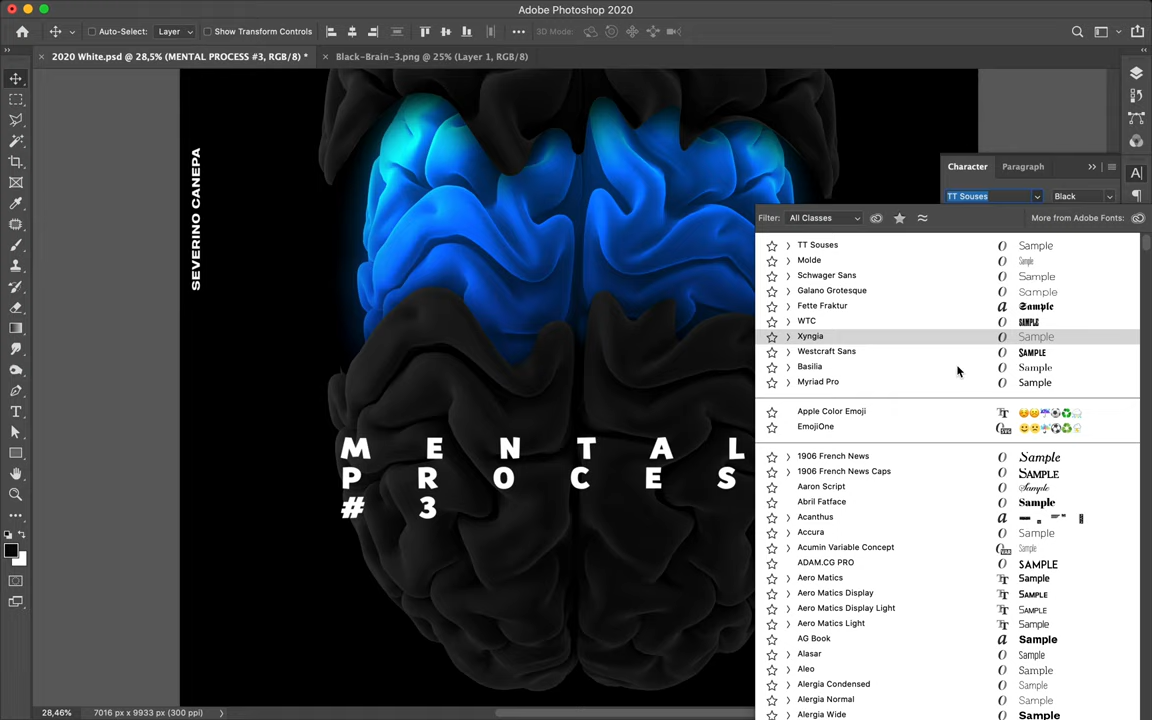 Adobe Photoshop 2020
Auto-Select:
Layer
Show Transform Controls
3D Mode:
2020 White.psd @ 28,5% (MENTAL PROCESS #3, RGB/8) *
Black-Brain-3.png @ 25% (Layer 1, RGB/8)
SEVERINO CANEPA
MENTAL
PROCES
#3
Character
Paragraph
TT Souses
Black
Filter:
All Classes
More from Adobe Fonts:
TT Souses Sample
Molde Sample
Schwager Sans Sample
Galano Grotesque Sample
Fette Fraktur Sample
WTC SAMPLE
Xyngia Sample
Westcraft Sans SAMPLE
Basilia Sample
Myriad Pro Sample
Apple Color Emoji
EmojiOne
1906 French News Sample
1906 French News Caps SAMPLE
Aaron Script Sample
Abril Fatface Sample
Acanthus
Accura Sample
Acumin Variable Concept Sample
ADAM.CG PRO SAMPLE
Aero Matics Sample
Aero Matics Display SAMPLE
Aero Matics Display Light SAMPLE
Aero Matics Light Sample
AG Book Sample
Alasar Sample
Aleo Sample
Alergia Condensed Sample
Alergia Normal Sample
Alergia Wide Sample
28,46%
7016 px x 9933 px (300 ppi)